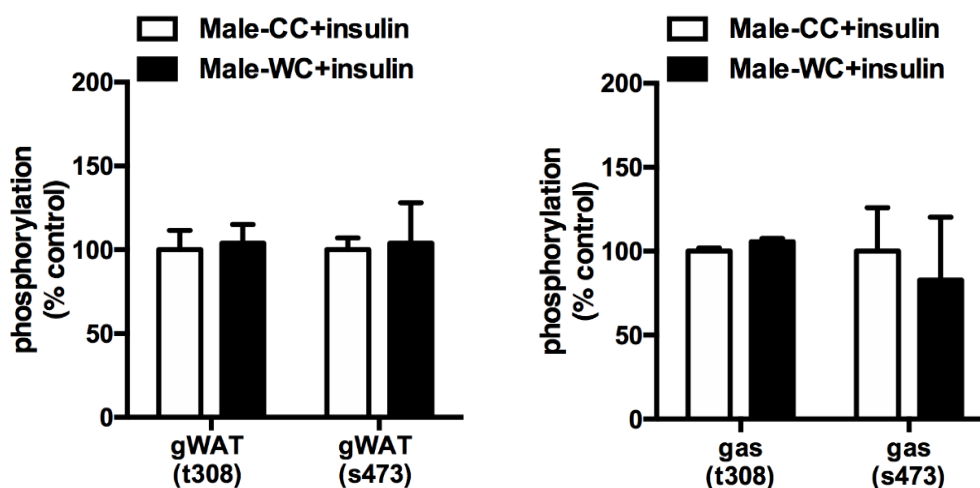 Male-CC+insulin
Male-WC+insulin
phosphorylation
(% control)
200
150
100
50
0
gWAT
(t308)
gWAT
(s473)
Male-CC+insulin
Male-WC+insulin
phosphorylation
(% control)
200
150
100
50
0
gas
(t308)
gas
(s473)